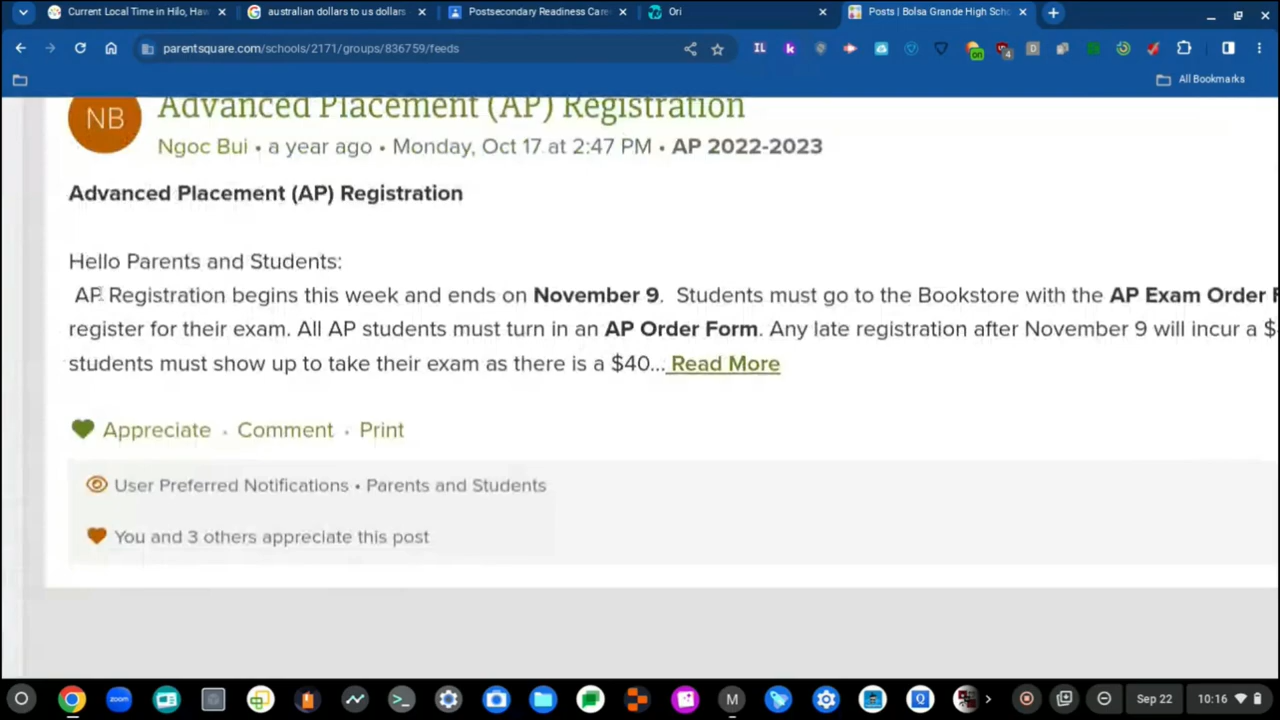 Current Local Time in Hilo, Haw
australian dollars to us dollars
Postsecondary Readiness Care
Ori
Posts | Bolsa Grande High Scho
parentsquare.com/schools/2171/groups/836759/feeds
All Bookmarks
NB
Advanced Placement (AP) Registration
Ngoc Bui • a year ago • Monday, Oct 17 at 2:47 PM • AP 2022-2023
Advanced Placement (AP) Registration
Hello Parents and Students:
AP Registration begins this week and ends on November 9. Students must go to the Bookstore with the AP Exam Order F
register for their exam. All AP students must turn in an AP Order Form. Any late registration after November 9 will incur a $
students must show up to take their exam as there is a $40... Read More
Appreciate · Comment · Print
User Preferred Notifications • Parents and Students
You and 3 others appreciate this post
zoom
M
Q
Sep 22
10:16